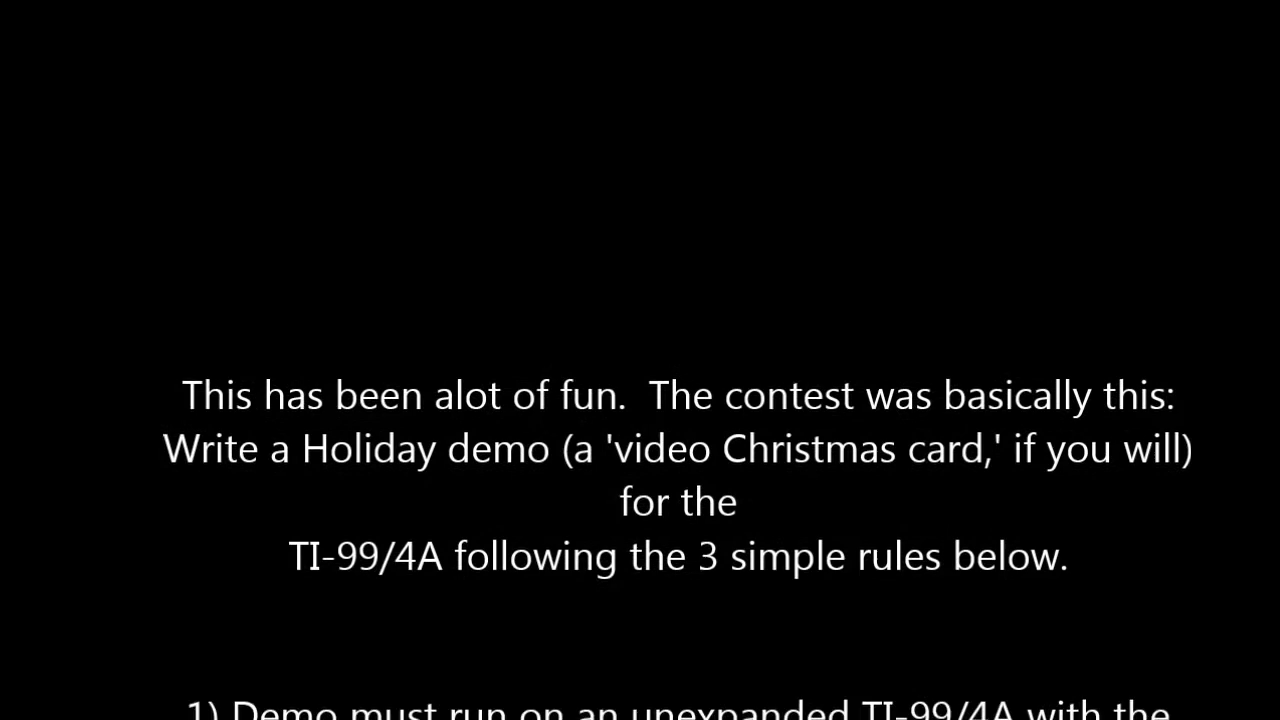 This has been alot of fun.  The contest was basically this:
Write a Holiday demo (a 'video Christmas card,' if you will)
for the
TI-99/4A following the 3 simple rules below.
1) Demo must run on an unexpanded TI-99/4A with the